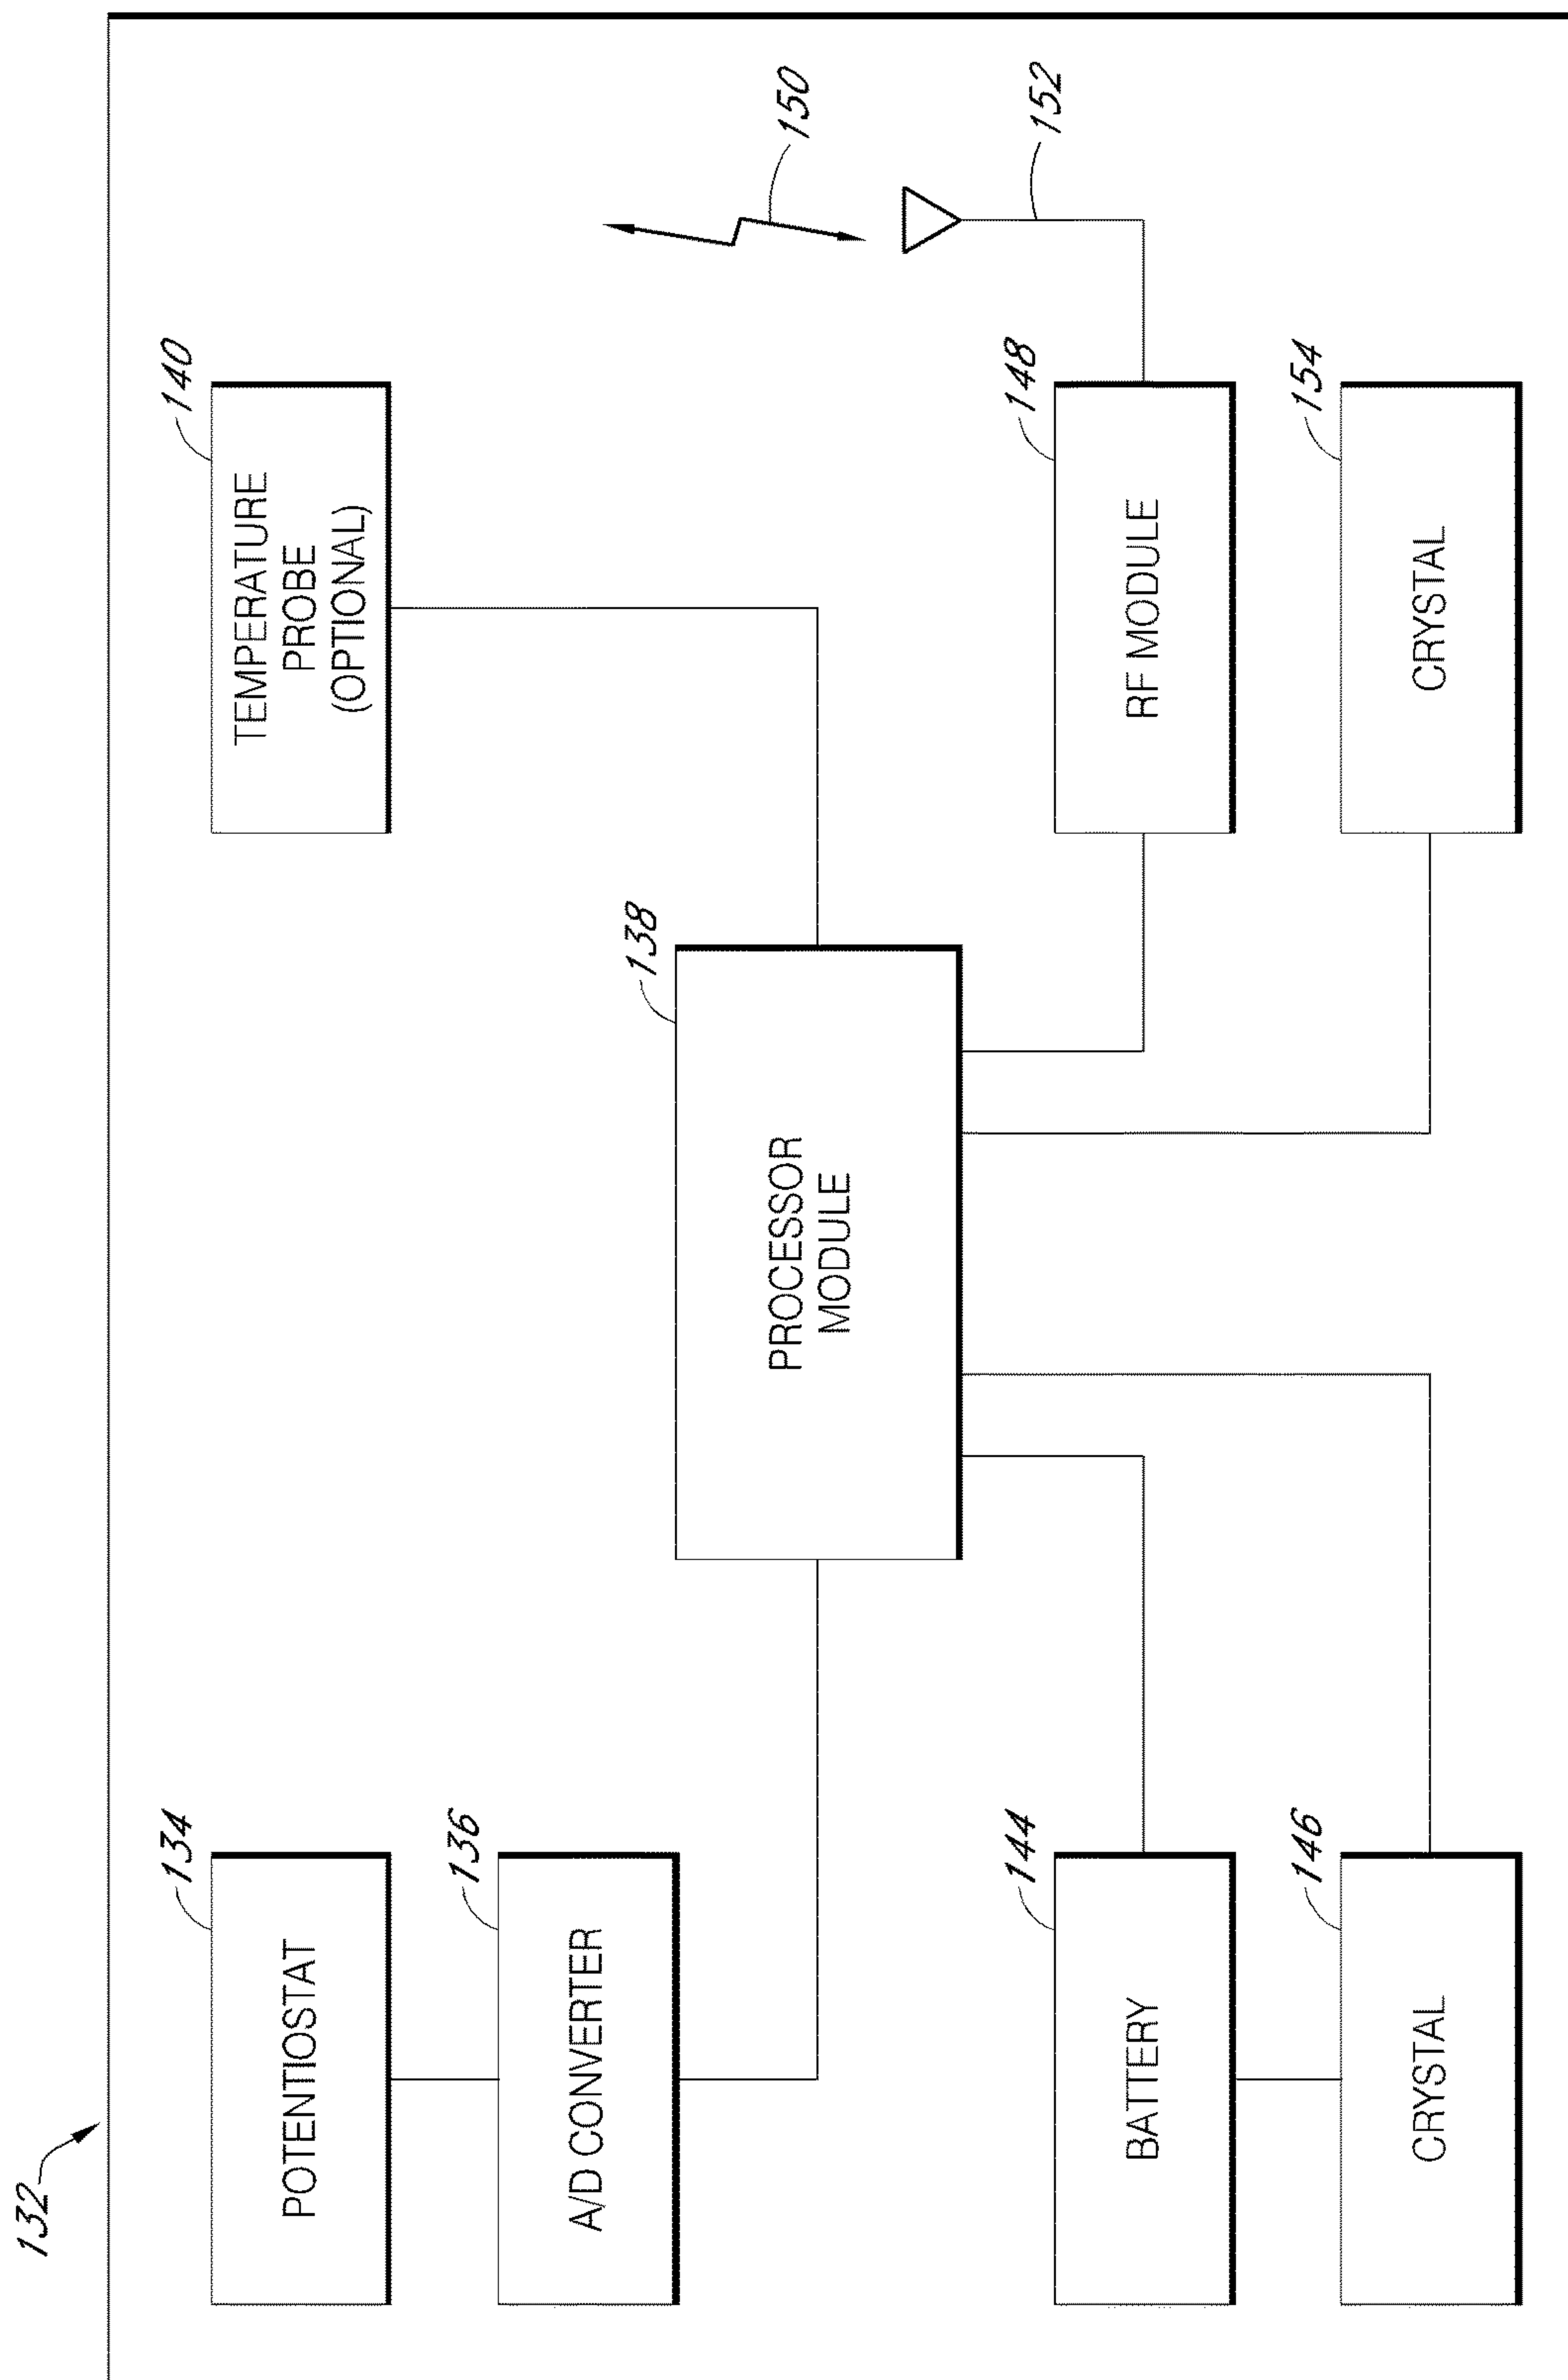 132
134
POTENTIOSTAT
136
A/D CONVERTER
138
PROCESSOR
MODULE
140
TEMPERATURE
PROBE
(OPTIONAL)
150
152
144
BATTERY
146
CRYSTAL
148
RF MODULE
154
CRYSTAL